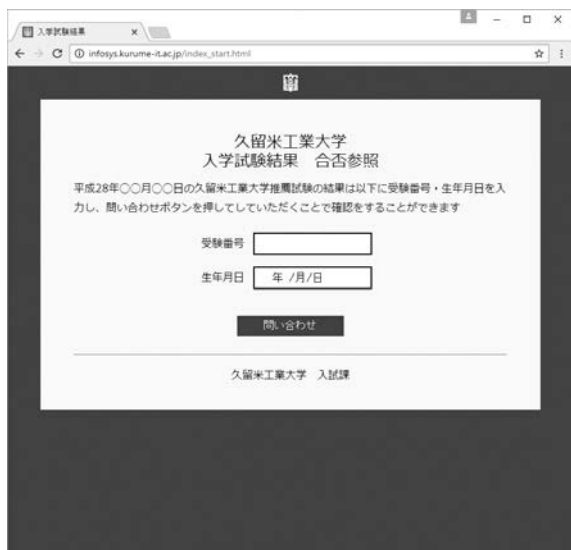 入学試験結果
infosys.kurume-it.ac.jp/index_start.html
久留米工業大学
入学試験結果 合否参照
平成28年○○月○○日の久留米工業大学推薦試験の結果は以下に受験番号・生年月日を入
力し、問い合わせボタンを押してしていただくことで確認をすることができます
受験番号
生年月日 年 /月/日
問い合わせ
久留米工業大学 入試課